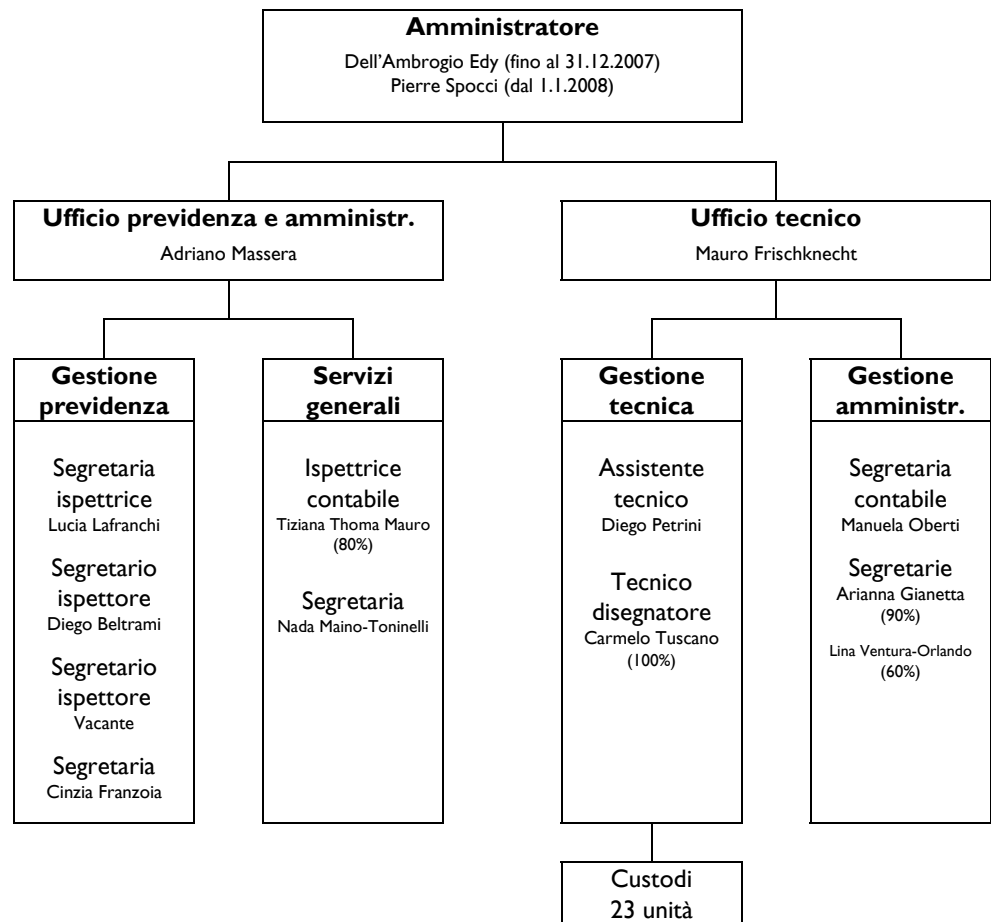 Amministratore
Dell'Ambrogio Edy (fino al 31.12.2007)
Pierre Spocci (dal 1.1.2008)
Ufficio previdenza e amministr.
Adriano Massera
Ufficio tecnico
Mauro Frischknecht
Gestione
previdenza
Segretaria
ispettrice
Lucia Lafranchi
Segretario
ispettore
Diego Beltrami
Segretario
ispettore
Vacante
Segretaria
Cinzia Franzoia
Servizi
generali
Ispettrice
contabile
Tiziana Thoma Mauro
(80%)
Segretaria
Nada Maino-Toninelli
Gestione
tecnica
Assistente
tecnico
Diego Petrini
Tecnico
disegnatore
Carmelo Tuscano
(100%)
Gestione
amministr.
Segretaria
contabile
Manuela Oberti
Segretarie
Arianna Gianetta
(90%)
Lina Ventura-Orlando
(60%)
Custodi
23 unità